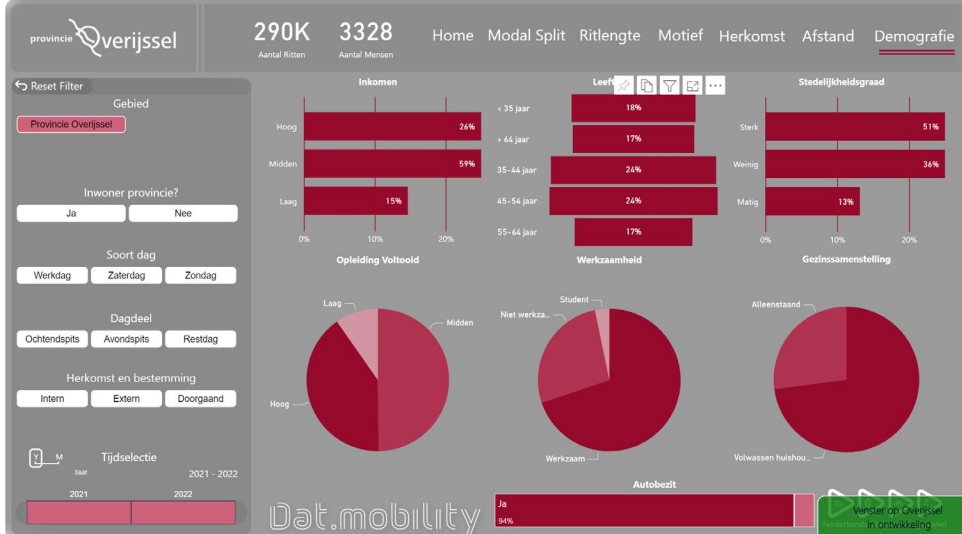 provincie Overijssel
290K
Aantal Ritten
3328
Aantal Mensen
Home Modal Split Ritlengte Motief Herkomst Afstand Demografie
Reset Filter
Gebied
Provincie Overijssel
Inwoner provincie?
Ja Nee
Soort dag
Werkdag Zaterdag Zondag
Dagdeel
Ochtendspits Avondspits Restdag
Herkomst en bestemming
Intern Extern Doorgaand
Y M Tijdselectie
Jaar
2021 - 2022
2021 2022
Inkomen
Hoog 26%
Midden 59%
Laag 15%
0% 10% 20%
Leeft
< 35 jaar 18%
> 64 jaar 17%
35-44 jaar 24%
45-54 jaar 24%
55-64 jaar 17%
Stedelijkheidsgraad
Sterk 51%
Weinig 36%
Matig 13%
0% 10% 20%
Opleiding Voltooid
Laag
Midden
Hoog
Werkzaamheid
Student
Niet werkza...
Werkzaam
Gezinssamenstelling
Alleenstaand
Volwassen huishou...
Dat.mobility
Autobezit
Ja
94%
Venster op Overijssel
In ontwikkeling